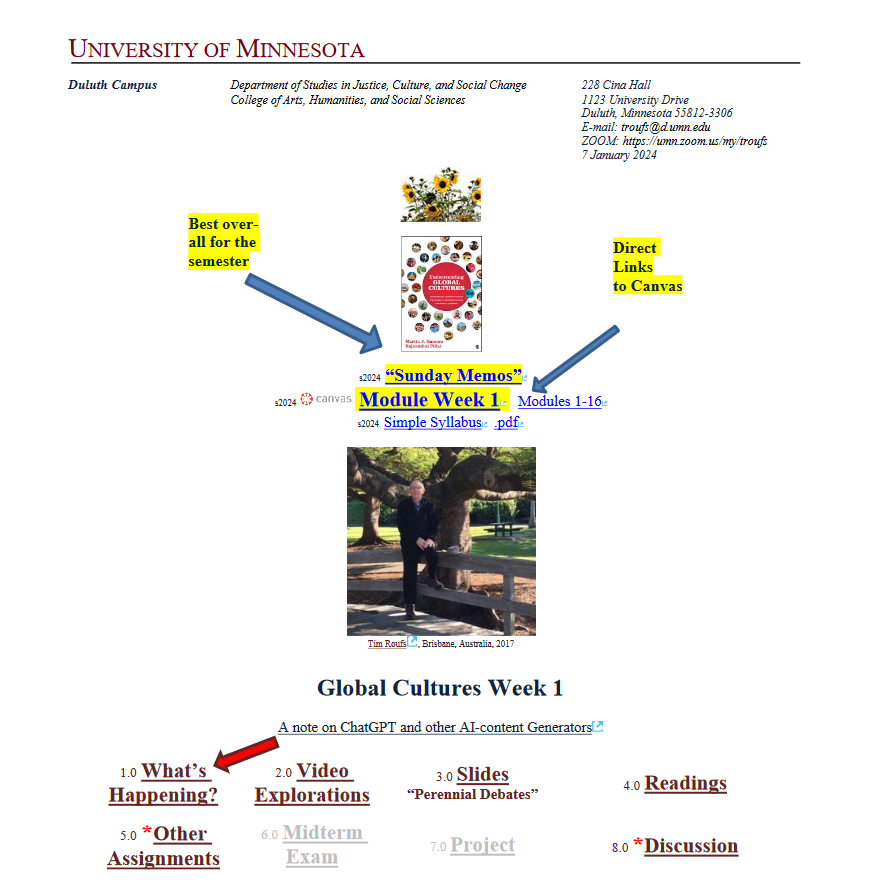 UNIVERSITY OF MINNESOTA
Duluth Campus
Department of Studies in Justice, Culture, and Social Change
College of Arts, Humanities, and Social Sciences
228 Cina Hall
1123 University Drive
Duluth, Minnesota 55812-3306
E-mail: troufs@d.umn.edu
ZOOM: https://umn.zoom.us/my/troufs
7 January 2024
Best over-
all for the
semester
Direct
Links
to Canvas
Understanding
GLOBAL
CULTURES
Martin J. Gannon
Rajnandini Pillai
s2024 “Sunday Memos”
s2024 canvas Module Week 1 Modules 1-16
s2024 Simple Syllabus .pdf
Tim Roufs, Brisbane, Australia, 2017
Global Cultures Week 1
A note on ChatGPT and other AI-content Generators
1.0 What’s
Happening?
2.0 Video
Explorations
3.0 Slides
“Perennial Debates”
4.0 Readings
5.0 *Other
Assignments
6.0 Midterm
Exam
7.0 Project
8.0 *Discussion